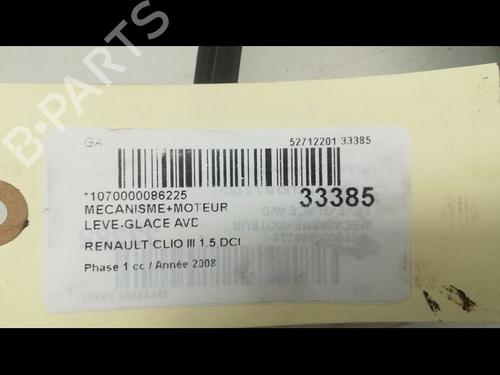 B-PARTS
GA
52712201 33385
*1070000086225
33385
MECANISME+MOTEUR
LEVE-GLACE AVD
RENAULT CLIO III 1.5 DCI
Phase 1 cc / Année 2008